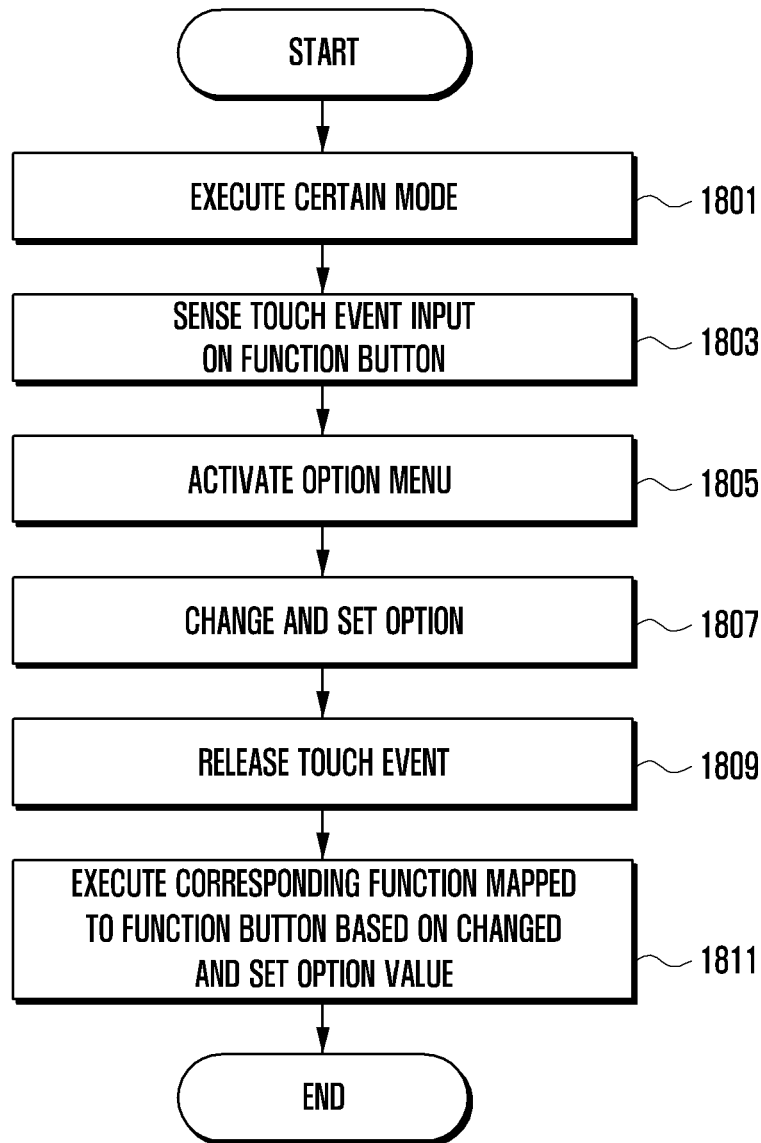 START
EXECUTE CERTAIN MODE
1801
SENSE TOUCH EVENT INPUT
ON FUNCTION BUTTON
1803
ACTIVATE OPTION MENU
1805
CHANGE AND SET OPTION
1807
RELEASE TOUCH EVENT
1809
EXECUTE CORRESPONDING FUNCTION MAPPED
TO FUNCTION BUTTON BASED ON CHANGED
AND SET OPTION VALUE
1811
END